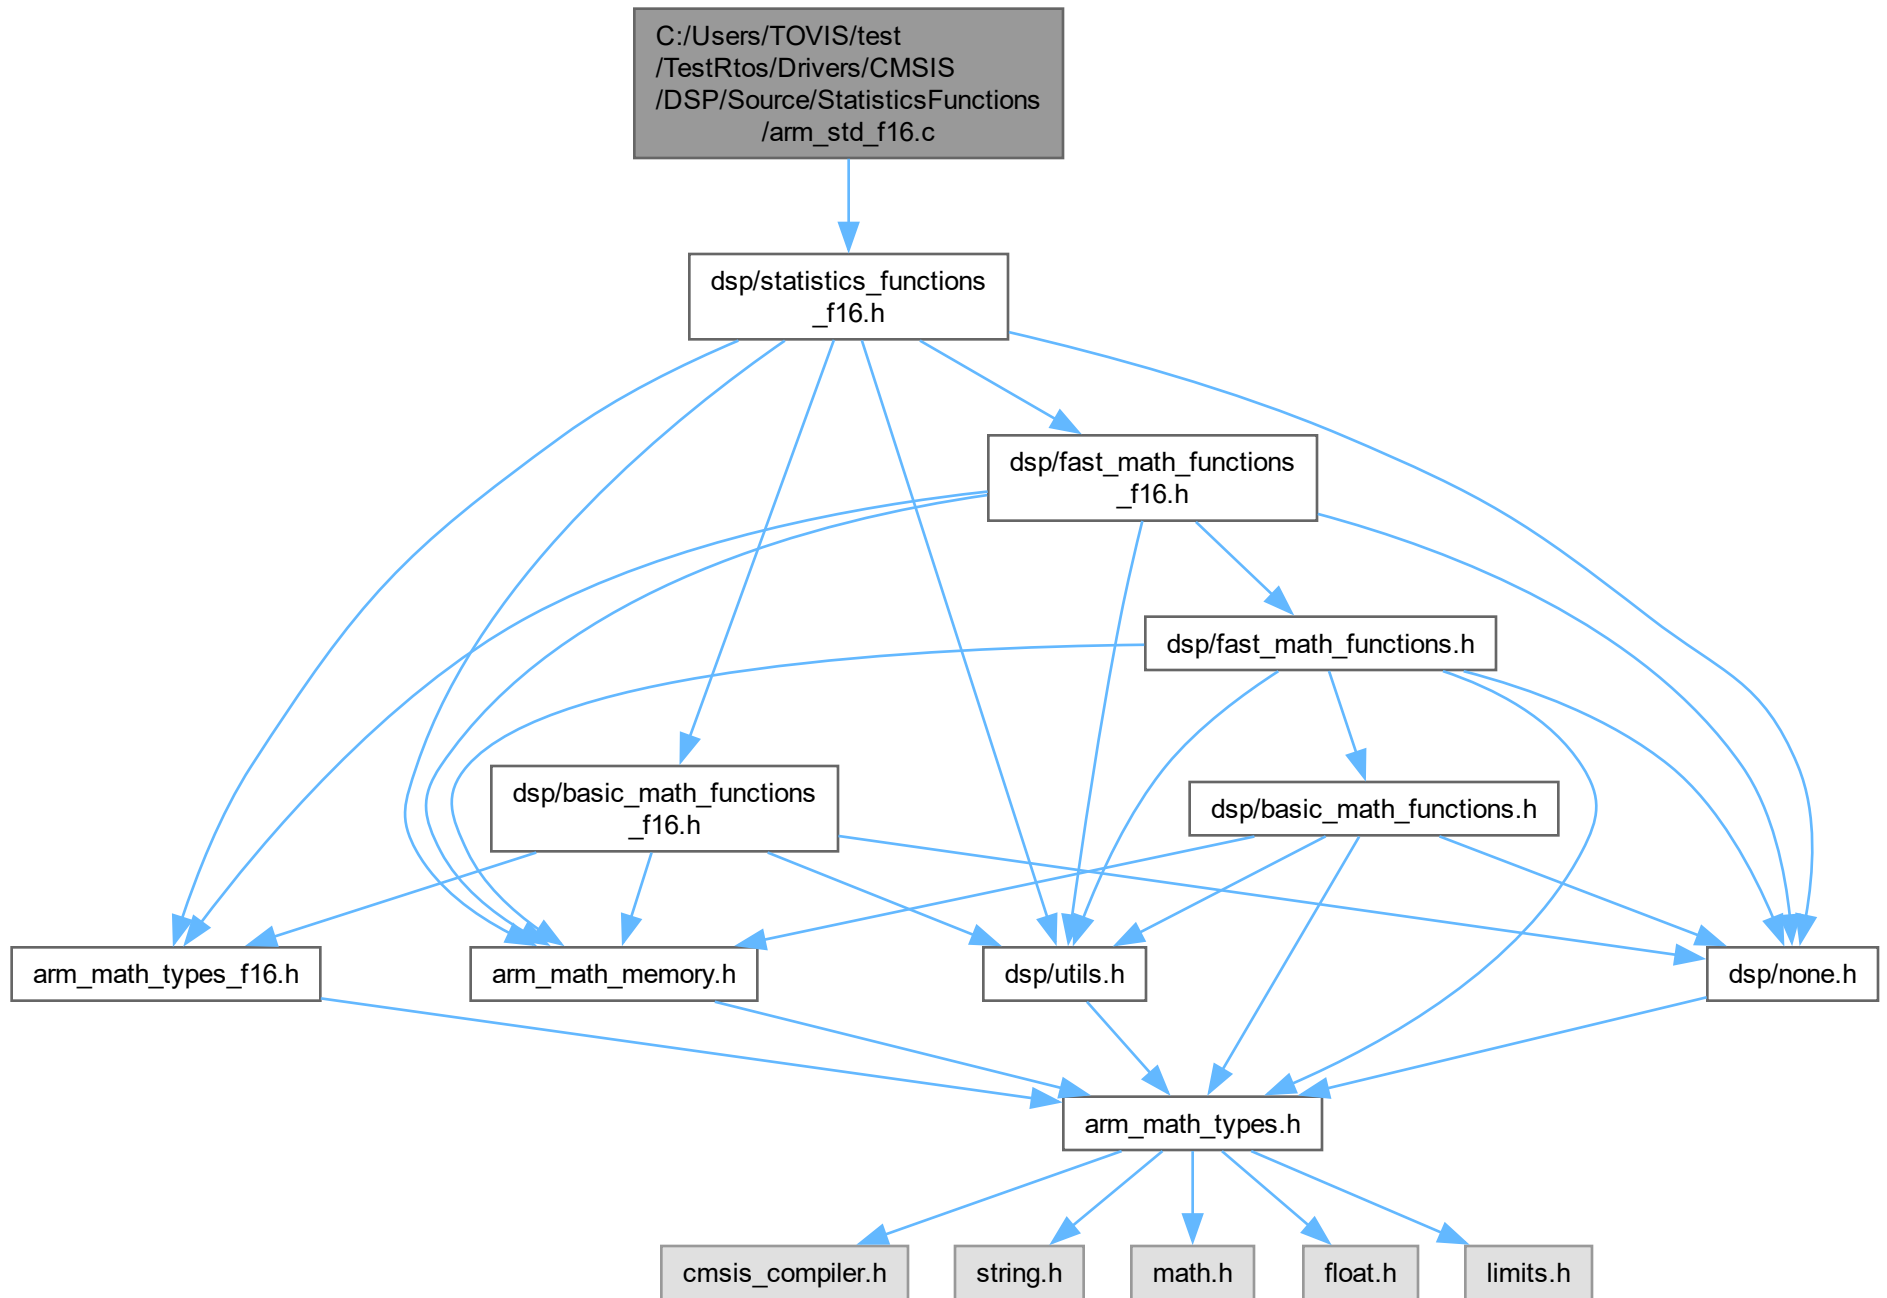 C:/Users/TOVIS/test
/TestRtos/Drivers/CMSIS
/DSP/Source/StatisticsFunctions
/arm_std_f16.c
dsp/statistics_functions
_f16.h
dsp/fast_math_functions
_f16.h
dsp/fast_math_functions.h
dsp/basic_math_functions
_f16.h
dsp/basic_math_functions.h
arm_math_types_f16.h
arm_math_memory.h
dsp/utils.h
dsp/none.h
arm_math_types.h
cmsis_compiler.h
string.h
math.h
float.h
limits.h